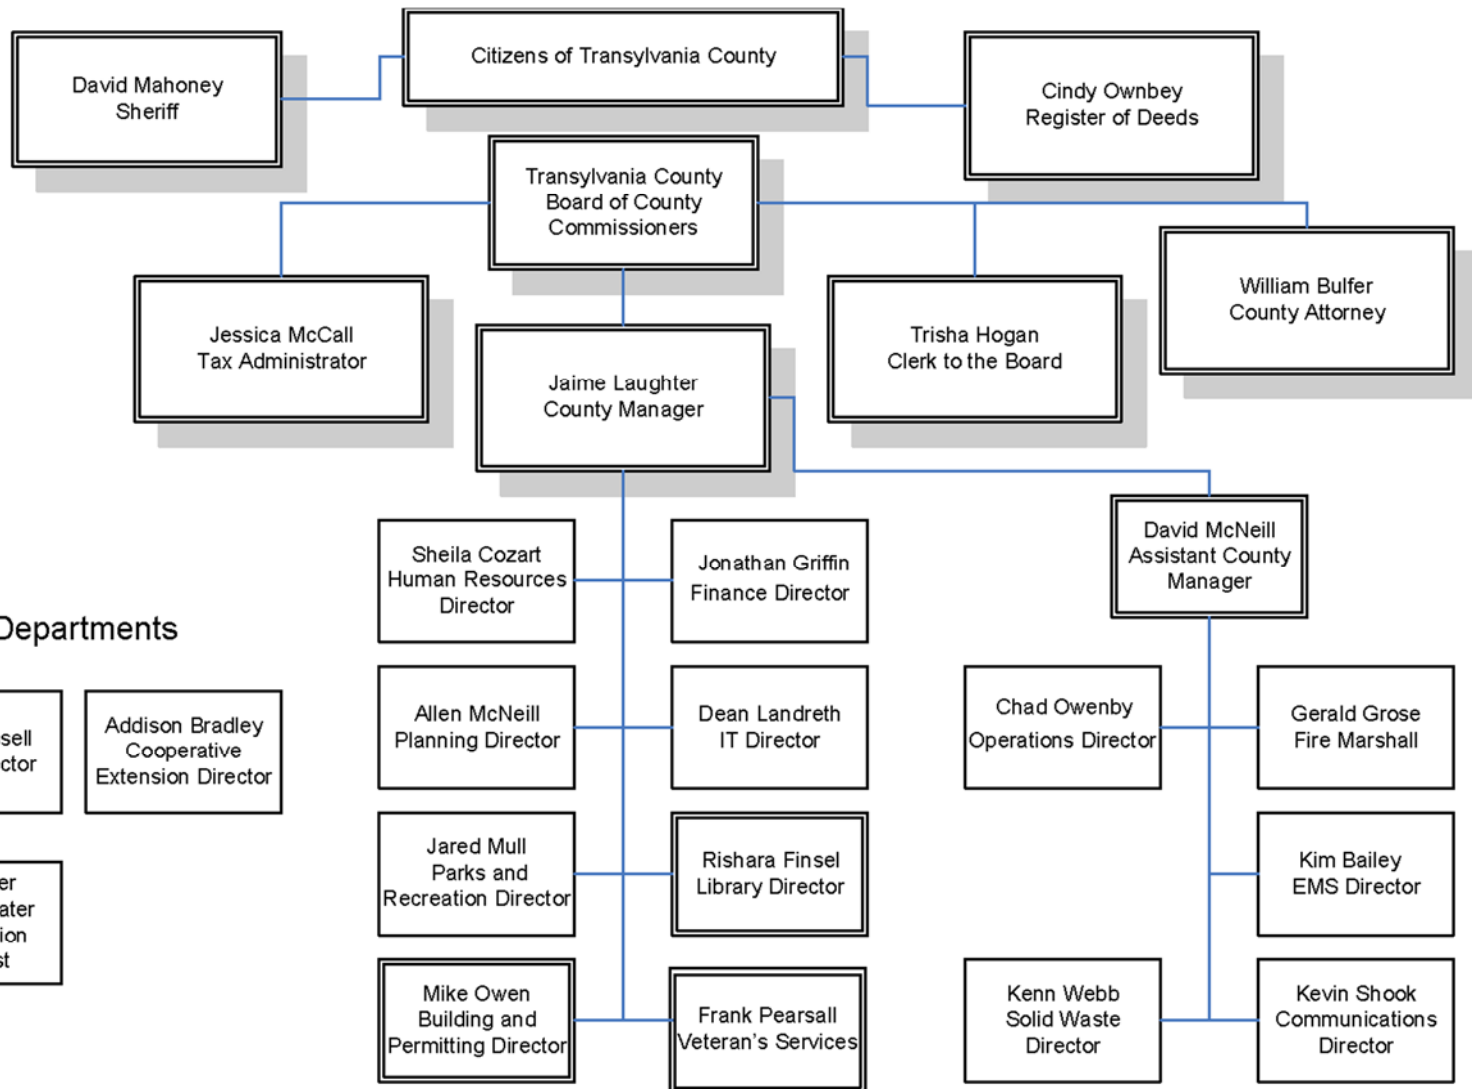 Citizens of Transylvania County
David Mahoney
Sheriff
Cindy Ownbey
Register of Deeds
Transylvania County
Board of County
Commissioners
Jessica McCall
Tax Administrator
Jaime Laughter
County Manager
Trisha Hogan
Clerk to the Board
William Bulfer
County Attorney
David McNeill
Assistant County
Manager
Sheila Cozart
Human Resources
Director
Jonathan Griffin
Finance Director
Allen McNeill
Planning Director
Dean Landreth
IT Director
Jared Mull
Parks and
Recreation Director
Rishara Finsel
Library Director
Mike Owen
Building and
Permitting Director
Frank Pearsall
Veteran's Services
Chad Owenby
Operations Director
Gerald Grose
Fire Marshall
Kim Bailey
EMS Director
Kenn Webb
Solid Waste
Director
Kevin Shook
Communications
Director
Departments
Addison Bradley
Cooperative
Extension Director